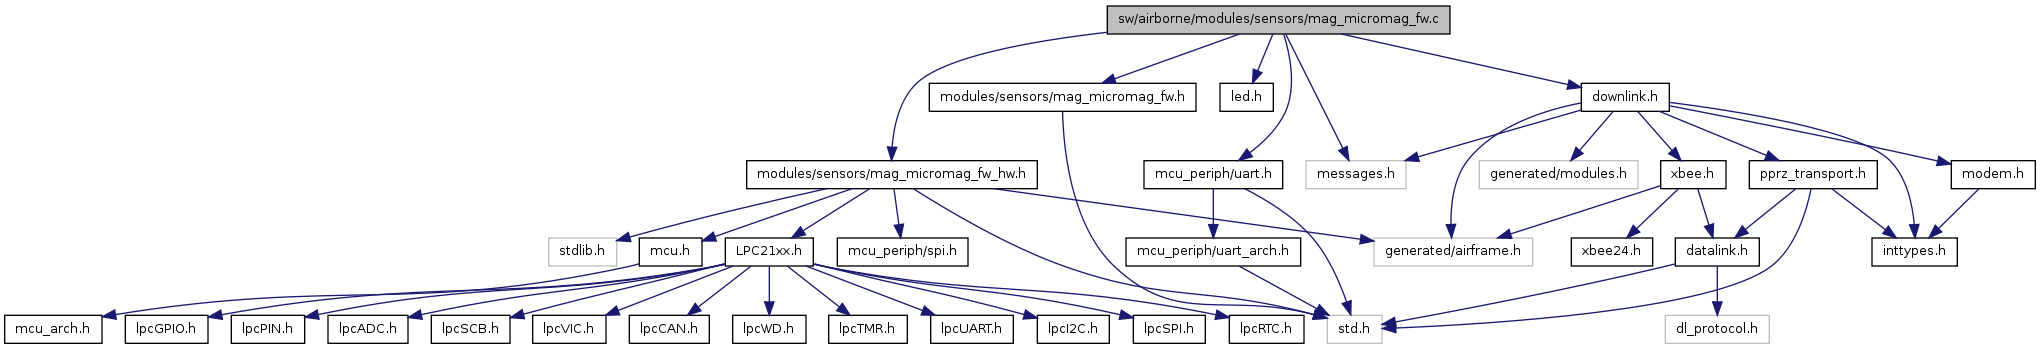 sw/airborne/modules/sensors/mag_micromag_fw.c
modules/sensors/mag_micromag_fw.h
led.h
downlink.h
modules/sensors/mag_micromag_fw_hw.h
mcu_periph/uart.h
messages.h
generated/modules.h
xbee.h
pprz_transport.h
modem.h
stdlib.h
mcu.h
LPC21xx.h
mcu_periph/spi.h
mcu_periph/uart_arch.h
generated/airframe.h
xbee24.h
datalink.h
inttypes.h
mcu_arch.h
lpcGPIO.h
lpcPIN.h
lpcADC.h
lpcSCB.h
lpcVIC.h
lpcCAN.h
lpcWD.h
lpcTMR.h
lpcUART.h
lpcI2C.h
lpcSPI.h
lpcRTC.h
std.h
dl_protocol.h